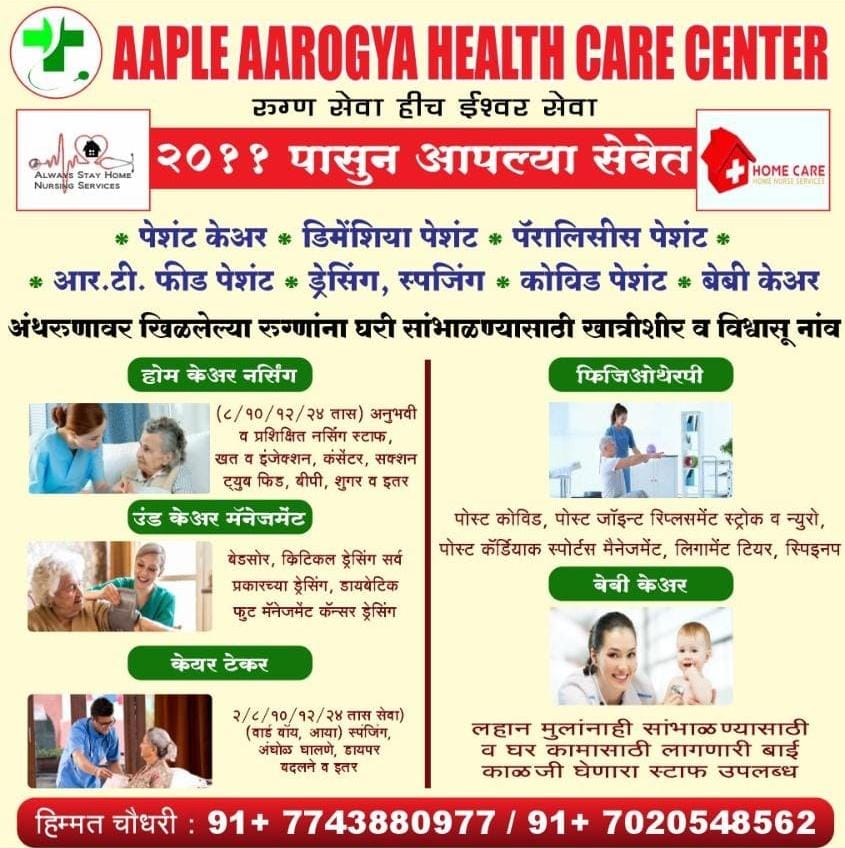 AAPLE AAROGYA HEALTH CARE CENTER
रुग्ण सेवा हीच ईश्वर सेवा
ALWAYS STAY HOME
NURSING SERVICES
२०११ पासुन आपल्या सेवेत
HOME CARE
HOME NURSE SERVICES
* पेशंट केअर * डिमेंशिया पेशंट * पॅरालिसीस पेशंट *
* आर.टी. फीड पेशंट * ड्रेसिंग, स्पजिंग * कोविड पेशंट * बेबी केअर
अंथरुणावर खिळलेल्या रुग्णांना घरी सांभाळण्यासाठी खात्रीशीर व विश्वासू नांव
होम केअर नर्सिंग
(८/१०/१२/२४ तास) अनुभवी
व प्रशिक्षित नर्सिंग स्टाफ,
खत व इंजेक्शन, कंसेंटर, सक्शन
ट्युब फिड, बीपी, शुगर व इतर
उंड केअर मॅनेजमेंट
बेडसोर, क्रिटिकल ड्रेसिंग सर्व
प्रकारच्या ड्रेसिंग, डायबेटिक
फुट मॅनेजमेंट कॅन्सर ड्रेसिंग
केयर टेकर
२/८/१०/१२/२४ तास सेवा)
(वार्ड बॉय, आया) स्पंजिंग,
अंघोळ घालणे, डायपर
बदलने व इतर
फिजिओथेरपी
पोस्ट कोविड, पोस्ट जॉइन्ट रिप्लसमेंट स्ट्रोक व न्युरो,
पोस्ट कॅर्डियाक स्पोर्टस मैनेजमेंट, लिगामेंट टियर, स्पिइनप
बेबी केअर
लहान मुलांनाही सांभाळण्यासाठी
व घर कामासाठी लागणारी बाई
काळजी घेणारा स्टाफ उपलब्ध
हिम्मत चौधरी : 91+ 7743880977 / 91+ 7020548562